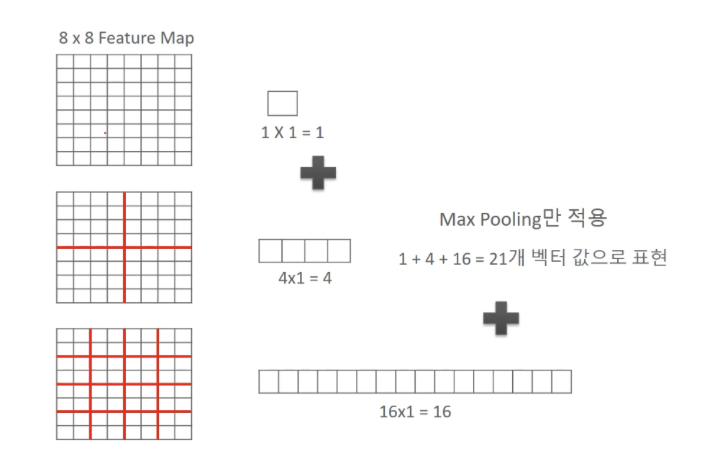 8 x 8 Feature Map
1 X 1 = 1
Max Pooling만 적용
1 + 4 + 16 = 21개 벡터 값으로 표현
4x1 = 4
16x1 = 16